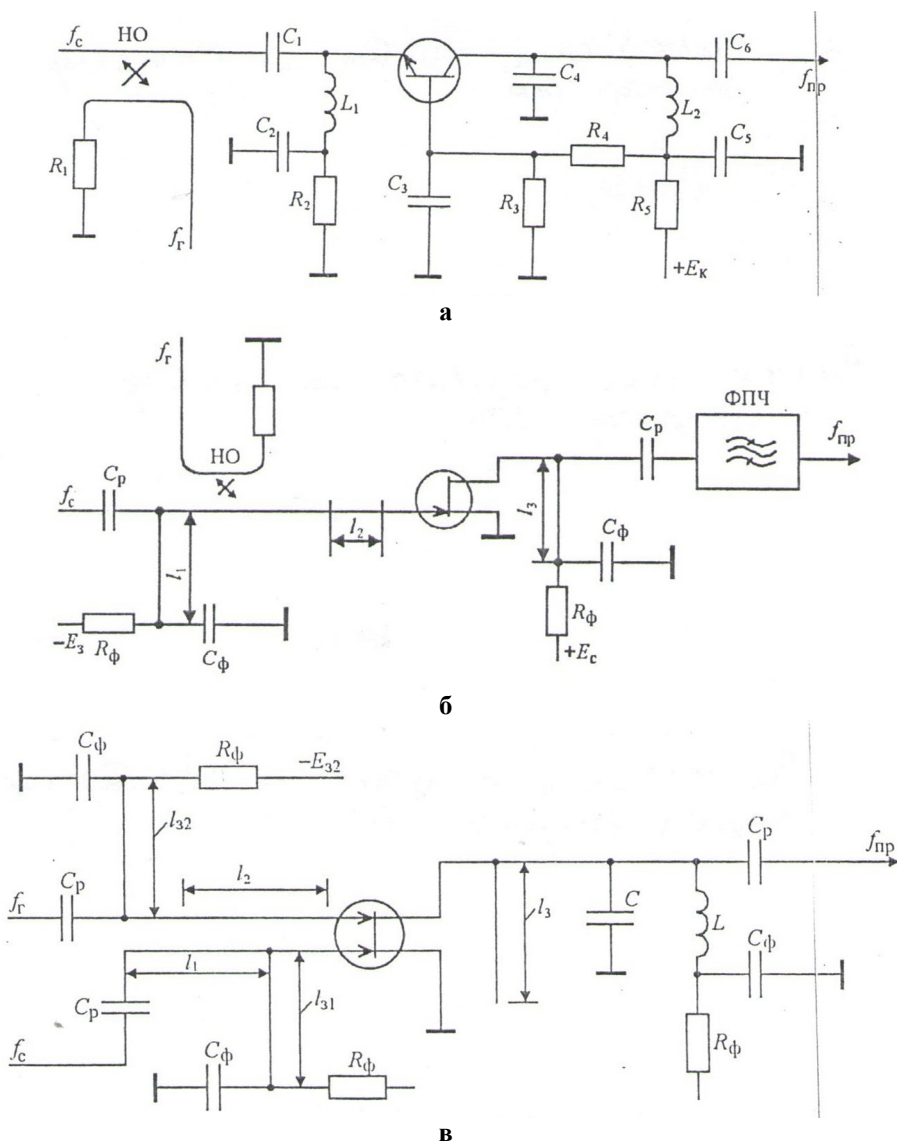 f_с НО C₁ C₆
f_пр
C₄
L₁ L₂
C₂ R₄ C₅
R₁
R₂ C₃ R₃ R₅
f_г
+E_к
а
f_г
ФПЧ
НО C_р f_пр
f_с C_р
l₃
l₂
l₁ C_ф
R_ф
−E_з R_ф C_ф
+E_с
б
C_ф R_ф −E_з2
l_з2
C_р f_пр
f_г C_р l₂
l₃ C L
l₁ C_ф
C_р l_з1
f_с C_ф R_ф R_ф
в